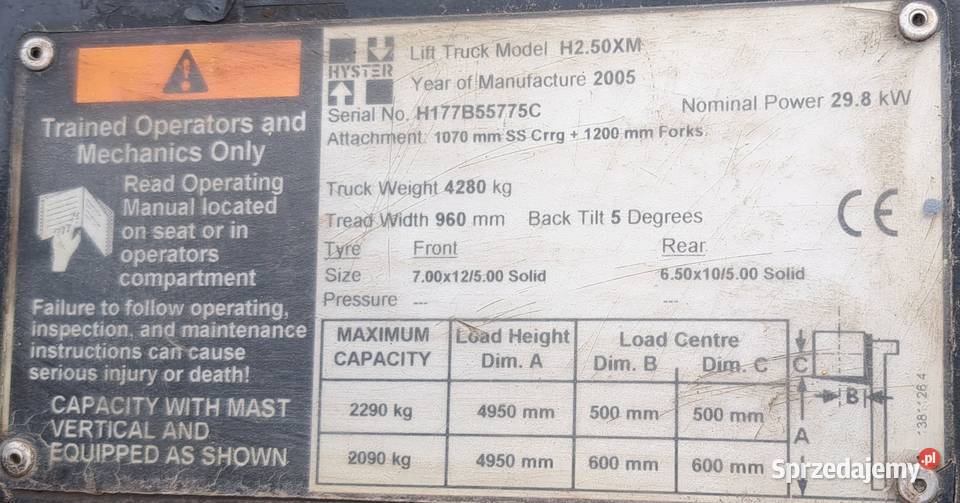 Trained Operators and
Mechanics Only
Read Operating
Manual located
on seat or in
operators
compartment
Failure to follow operating,
inspection, and maintenance
instructions can cause
serious injury or death!
CAPACITY WITH MAST
VERTICAL AND
EQUIPPED AS SHOWN
HYSTER
Lift Truck Model H2.50XM
Year of Manufacture 2005
Serial No. H177B55775C
Nominal Power 29.8 kW
Attachment: 1070 mm SS Crrg + 1200 mm Forks.
Truck Weight 4280 kg
Tread Width 960 mm Back Tilt 5 Degrees
CE
Tyre Front Rear
Size 7.00x12/5.00 Solid 6.50x10/5.00 Solid
Pressure --- ---
MAXIMUM CAPACITY Load Height Dim. A Load Centre Dim. B Dim. C
2290 kg 4950 mm 500 mm 500 mm
2090 kg 4950 mm 600 mm 600 mm
C
B
A
1381126.4
Sprzedajemy.pl